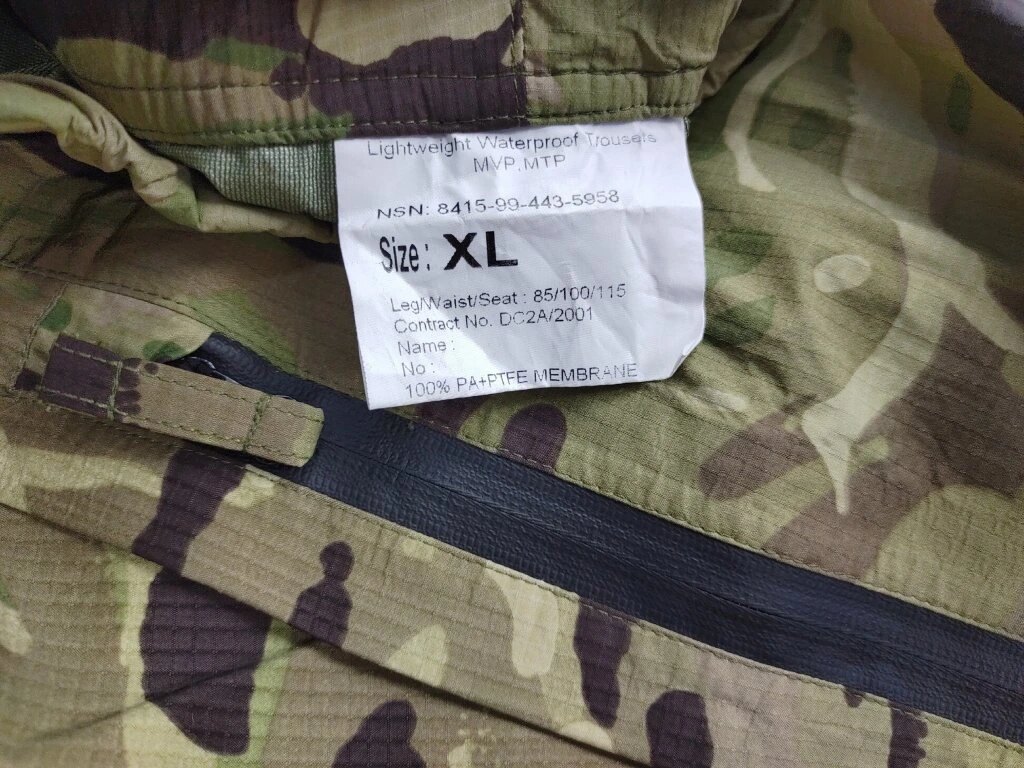 Lightweight Waterproof Trousers
MVP,MTP
NSN: 8415-99-443-5958
Size: XL
Leg/Waist/Seat : 85/100/115
Contract No. DC2A/2001
Name :
No :
100% PA+PTFE MEMBRANE